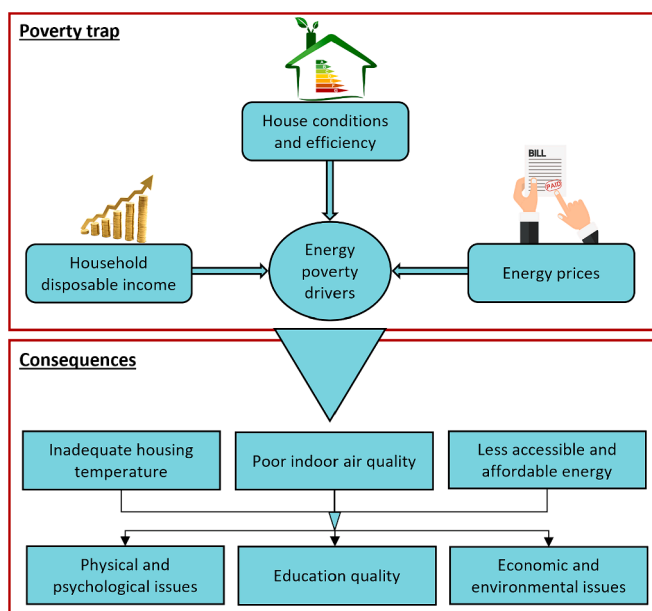 Poverty trap
House conditions
and efficiency
BILL
PAID
Household
disposable income
Energy
poverty
drivers
Energy prices
Consequences
Inadequate housing
temperature
Poor indoor air quality
Less accessible and
affordable energy
Physical and
psychological issues
Education quality
Economic and
environmental issues